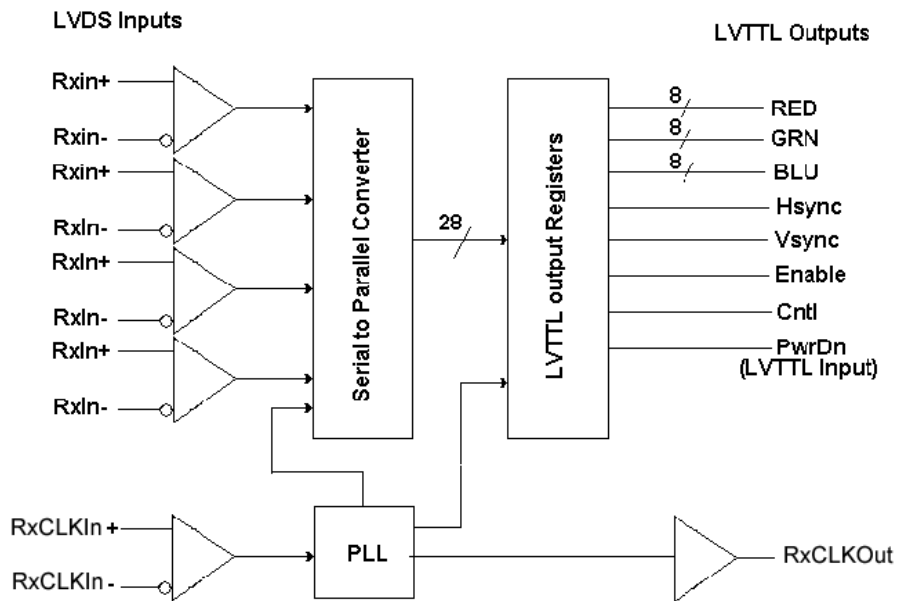 LVDS Inputs
LVTTL Outputs
Rxin+
Rxin-
Rxin+
RxIn-
RxIn+
RxIn-
RxIn+
RxIn-
Serial to Parallel Converter
28
LVTTL output Registers
8
RED
8
GRN
8
BLU
Hsync
Vsync
Enable
Cntl
PwrDn
(LVTTL Input)
RxCLKIn +
RxCLKIn -
PLL
RxCLKOut